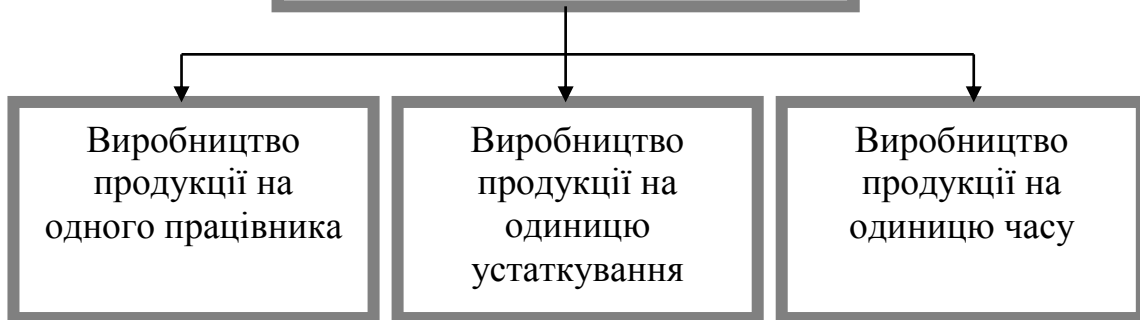 Виробництво
продукції на
одного працівника
Виробництво
продукції на
одиницю
устаткування
Виробництво
продукції на
одиницю часу